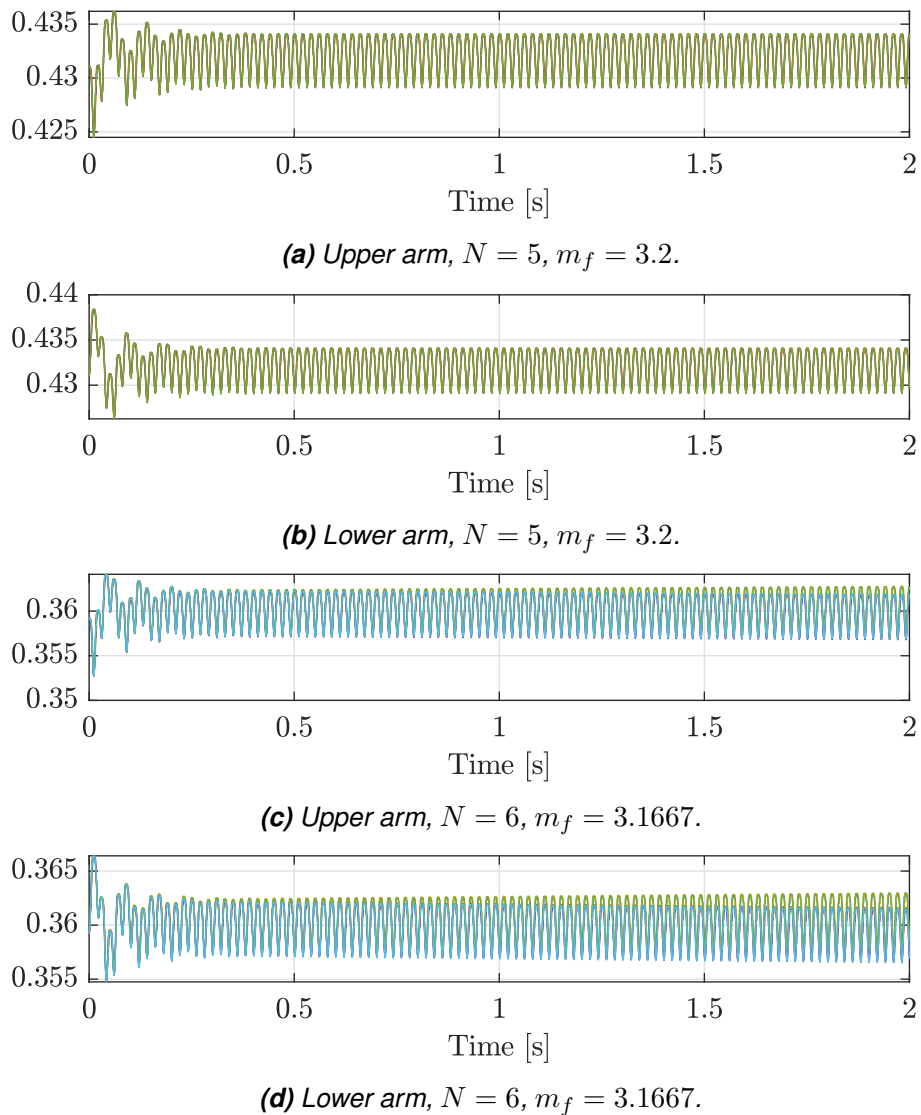 0.435
0.43
0.425
0 0.5 1 1.5 2
Time [s]
(a) Upper arm, N = 5, m_f = 3.2.
0.44
0.435
0.43
0 0.5 1 1.5 2
Time [s]
(b) Lower arm, N = 5, m_f = 3.2.
0.36
0.355
0.35
0 0.5 1 1.5 2
Time [s]
(c) Upper arm, N = 6, m_f = 3.1667.
0.365
0.36
0.355
0 0.5 1 1.5 2
Time [s]
(d) Lower arm, N = 6, m_f = 3.1667.